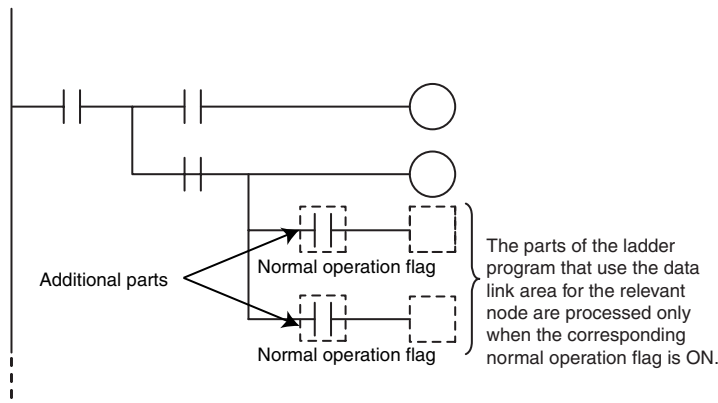 Normal operation flag
Additional parts
Normal operation flag
The parts of the ladder
program that use the data
link area for the relevant
node are processed only
when the corresponding
normal operation flag is ON.